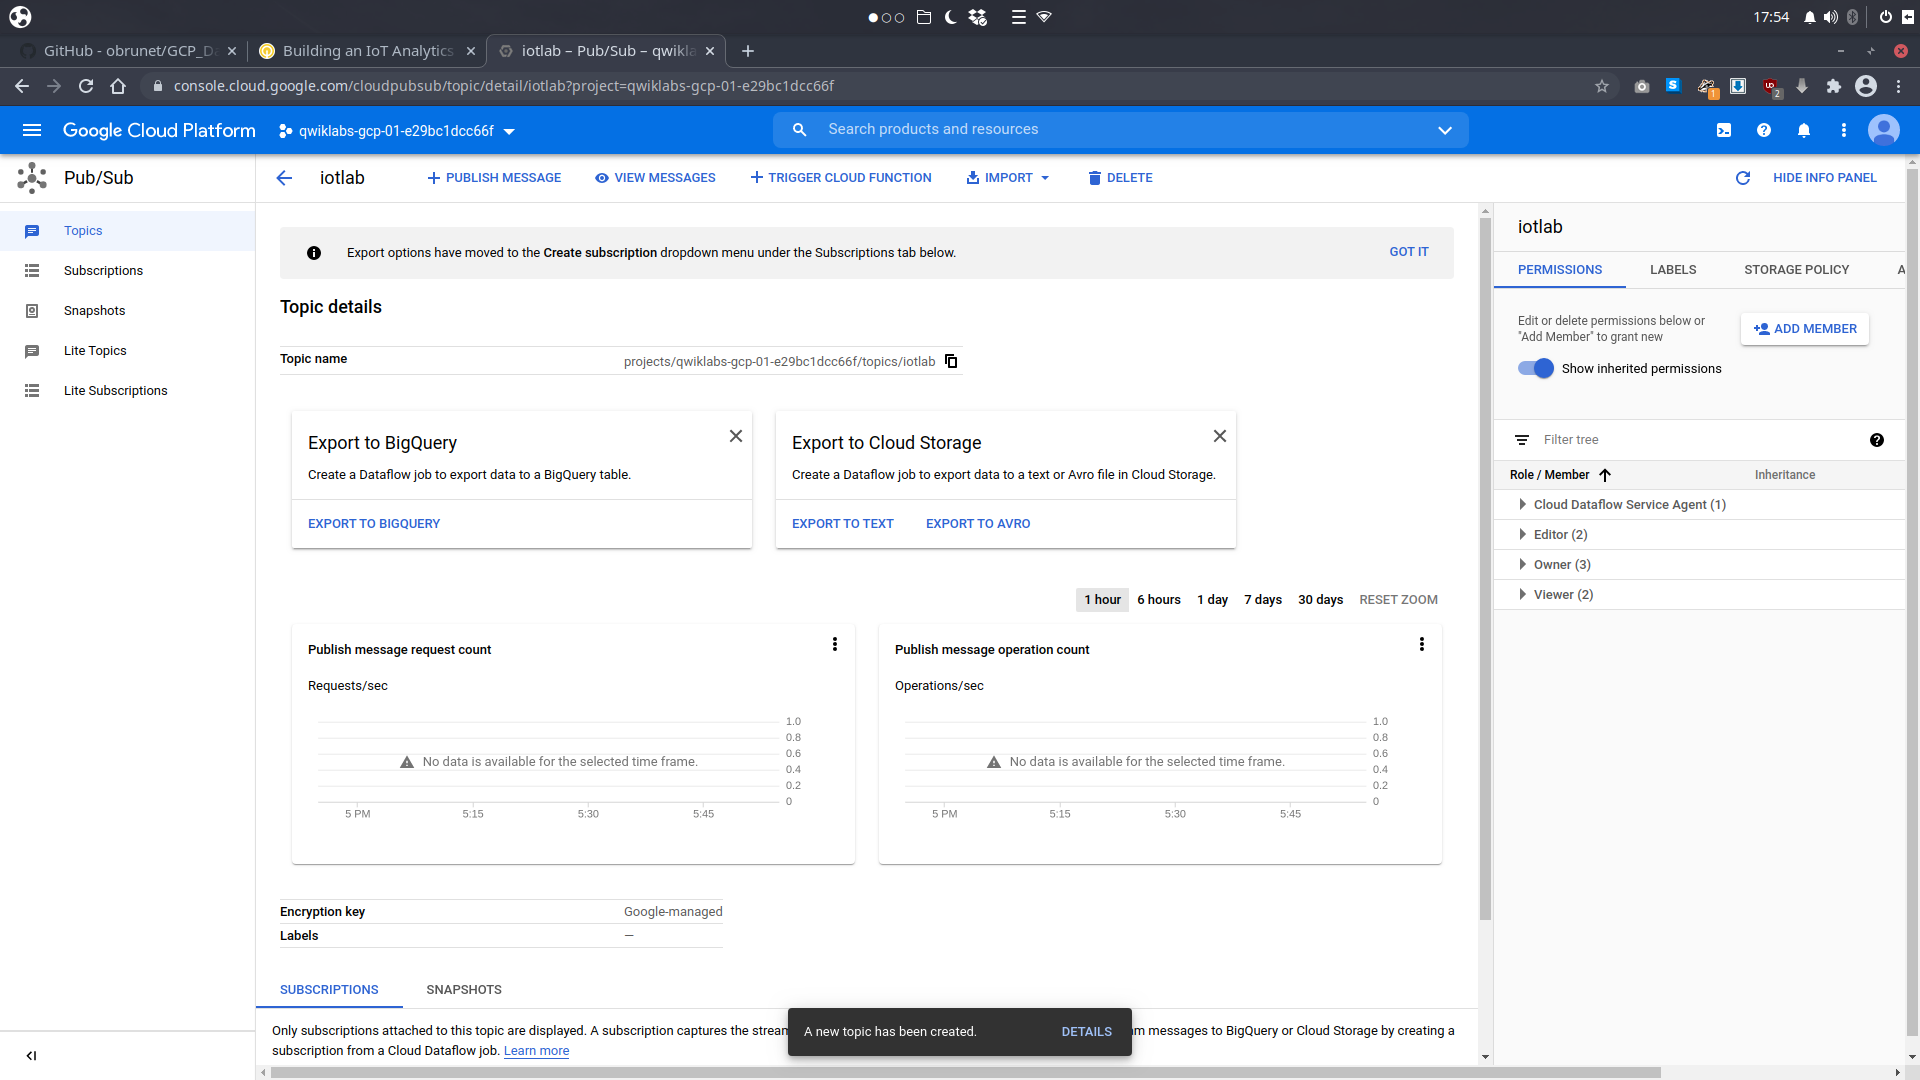 17:54
GitHub - obrunet/GCP_Da
Building an IoT Analytics
iotlab – Pub/Sub – qwikla
console.cloud.google.com/cloudpubsub/topic/detail/iotlab?project=qwiklabs-gcp-01-e29bc1dcc66f
1
2
Google Cloud Platform
qwiklabs-gcp-01-e29bc1dcc66f
Search products and resources
Pub/Sub
iotlab
PUBLISH MESSAGE
VIEW MESSAGES
TRIGGER CLOUD FUNCTION
IMPORT
DELETE
HIDE INFO PANEL
Topics
Subscriptions
Snapshots
Lite Topics
Lite Subscriptions
Export options have moved to the Create subscription dropdown menu under the Subscriptions tab below.
GOT IT
Topic details
Topic name
projects/qwiklabs-gcp-01-e29bc1dcc66f/topics/iotlab
Export to BigQuery
Create a Dataflow job to export data to a BigQuery table.
EXPORT TO BIGQUERY
Export to Cloud Storage
Create a Dataflow job to export data to a text or Avro file in Cloud Storage.
EXPORT TO TEXT
EXPORT TO AVRO
1 hour
6 hours
1 day
7 days
30 days
RESET ZOOM
Publish message request count
Requests/sec
1.0
0.8
0.6
0.4
0.2
0
No data is available for the selected time frame.
5 PM
5:15
5:30
5:45
Publish message operation count
Operations/sec
1.0
0.8
0.6
0.4
0.2
0
No data is available for the selected time frame.
5 PM
5:15
5:30
5:45
Encryption key
Google-managed
Labels
—
SUBSCRIPTIONS
SNAPSHOTS
Only subscriptions attached to this topic are displayed. A subscription captures the stream
m messages to BigQuery or Cloud Storage by creating a
subscription from a Cloud Dataflow job. Learn more
A new topic has been created.
DETAILS
iotlab
PERMISSIONS
LABELS
STORAGE POLICY
A
Edit or delete permissions below or
"Add Member" to grant new
ADD MEMBER
Show inherited permissions
Filter tree
Role / Member
Inheritance
Cloud Dataflow Service Agent (1)
Editor (2)
Owner (3)
Viewer (2)